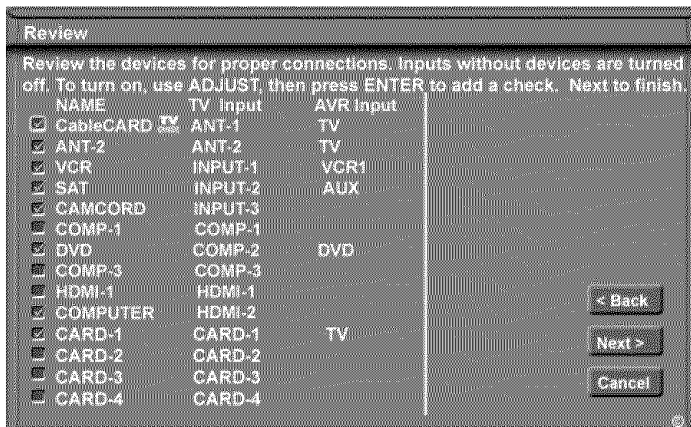 Review
Review the devices for proper connections. Inputs without devices are turned
off. To turn on, use ADJUST, then press ENTER to add a check. Next to finish.
NAME TV Input AVR Input
CableCARD TV GUIDE ANT-1 TV
ANT-2 ANT-2 TV
VCR INPUT-1 VCR1
SAT INPUT-2 AUX
CAMCORD INPUT-3
COMP-1 COMP-1
DVD COMP-2 DVD
COMP-3 COMP-3
HDMI-1 HDMI-1
COMPUTER HDMI-2
CARD-1 CARD-1 TV
CARD-2 CARD-2
CARD-3 CARD-3
CARD-4 CARD-4
< Back
Next >
Cancel
©